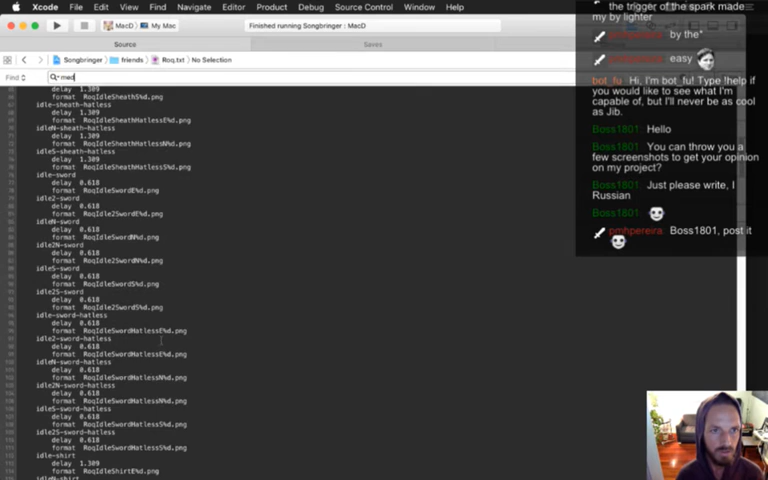 Xcode File Edit View Find Navigate Editor Product Debug Source Control Window Help
MacD My Mac
Finished running Songbringer : MacD
Source
Saves
Songbringer friends Roq.txt No Selection
Find
med
delay 1.309
format RoqIdleSheathS%d.png
idle-sheath-hatless
delay 1.309
format RoqIdleSheathHatlessE%d.png
idleN-sheath-hatless
delay 1.309
format RoqIdleSheathHatlessN%d.png
idleS-sheath-hatless
delay 1.309
format RoqIdleSheathHatlessS%d.png
idle-sword
delay 0.618
format RoqIdleSwordE%d.png
idle2-sword
delay 0.618
format RoqIdle2SwordE%d.png
idleN-sword
delay 0.618
format RoqIdleSwordN%d.png
idle2N-sword
delay 0.618
format RoqIdle2SwordN%d.png
idleS-sword
delay 0.618
format RoqIdleSwordS%d.png
idle2S-sword
delay 0.618
format RoqIdle2SwordS%d.png
idle-sword-hatless
delay 0.618
format RoqIdleSwordHatlessE%d.png
idle2-sword-hatless
delay 0.618
format RoqIdleSwordHatlessE%d.png
idleN-sword-hatless
delay 0.618
format RoqIdleSwordHatlessN%d.png
idle2N-sword-hatless
delay 0.618
format RoqIdleSwordHatlessN%d.png
idleS-sword-hatless
delay 0.618
format RoqIdleSwordHatlessS%d.png
idle2S-sword-hatless
delay 0.618
format RoqIdleSwordHatlessS%d.png
idle-shirt
delay 1.309
format RoqIdleShirtE%d.png
idleN-shirt
the trigger of the spark made
my by lighter
pmhpereira by the*
pmhpereira easy
bot_fu Hi, I'm bot_fu! Type !help if
you would like to see what I'm
capable of, but I'll never be as cool
as Jib.
Boss1801: Hello
Boss1801: You can throw you a
few screenshots to get your opinion
on my project?
Boss1801: Just please write, I
Russian
Boss1801:
pmhpereira Boss1801, post it